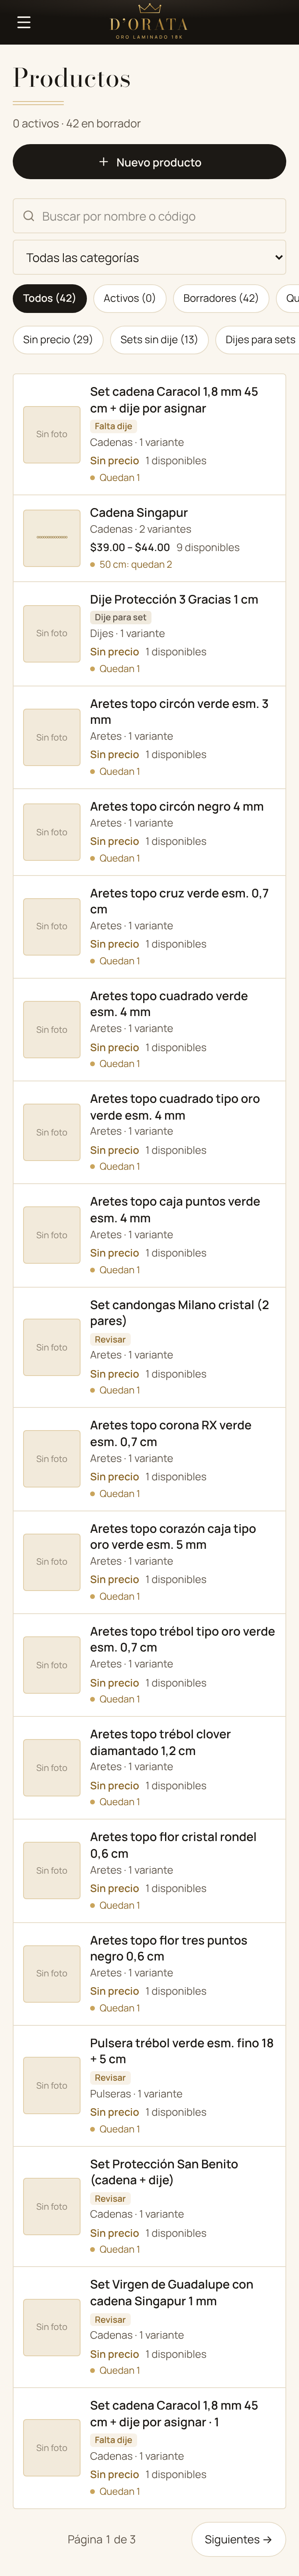 D'ORATA
ORO LAMINADO 18K
Productos
0 activos · 42 en borrador
+ Nuevo producto
Buscar por nombre o código
Todas las categorías
Todos (42) Activos (0) Borradores (42) Qu
Sin precio (29) Sets sin dije (13) Dijes para sets
Sin foto
Set cadena Caracol 1,8 mm 45
cm + dije por asignar
Falta dije
Cadenas · 1 variante
Sin precio 1 disponibles
Quedan 1
Cadena Singapur
Cadenas · 2 variantes
$39.00 – $44.00 9 disponibles
50 cm: quedan 2
Sin foto
Dije Protección 3 Gracias 1 cm
Dije para set
Dijes · 1 variante
Sin precio 1 disponibles
Quedan 1
Sin foto
Aretes topo circón verde esm. 3
mm
Aretes · 1 variante
Sin precio 1 disponibles
Quedan 1
Sin foto
Aretes topo circón negro 4 mm
Aretes · 1 variante
Sin precio 1 disponibles
Quedan 1
Sin foto
Aretes topo cruz verde esm. 0,7
cm
Aretes · 1 variante
Sin precio 1 disponibles
Quedan 1
Sin foto
Aretes topo cuadrado verde
esm. 4 mm
Aretes · 1 variante
Sin precio 1 disponibles
Quedan 1
Sin foto
Aretes topo cuadrado tipo oro
verde esm. 4 mm
Aretes · 1 variante
Sin precio 1 disponibles
Quedan 1
Sin foto
Aretes topo caja puntos verde
esm. 4 mm
Aretes · 1 variante
Sin precio 1 disponibles
Quedan 1
Sin foto
Set candongas Milano cristal (2
pares)
Revisar
Aretes · 1 variante
Sin precio 1 disponibles
Quedan 1
Sin foto
Aretes topo corona RX verde
esm. 0,7 cm
Aretes · 1 variante
Sin precio 1 disponibles
Quedan 1
Sin foto
Aretes topo corazón caja tipo
oro verde esm. 5 mm
Aretes · 1 variante
Sin precio 1 disponibles
Quedan 1
Sin foto
Aretes topo trébol tipo oro verde
esm. 0,7 cm
Aretes · 1 variante
Sin precio 1 disponibles
Quedan 1
Sin foto
Aretes topo trébol clover
diamantado 1,2 cm
Aretes · 1 variante
Sin precio 1 disponibles
Quedan 1
Sin foto
Aretes topo flor cristal rondel
0,6 cm
Aretes · 1 variante
Sin precio 1 disponibles
Quedan 1
Sin foto
Aretes topo flor tres puntos
negro 0,6 cm
Aretes · 1 variante
Sin precio 1 disponibles
Quedan 1
Sin foto
Pulsera trébol verde esm. fino 18
+ 5 cm
Revisar
Pulseras · 1 variante
Sin precio 1 disponibles
Quedan 1
Sin foto
Set Protección San Benito
(cadena + dije)
Revisar
Cadenas · 1 variante
Sin precio 1 disponibles
Quedan 1
Sin foto
Set Virgen de Guadalupe con
cadena Singapur 1 mm
Revisar
Cadenas · 1 variante
Sin precio 1 disponibles
Quedan 1
Sin foto
Set cadena Caracol 1,8 mm 45
cm + dije por asignar · 1
Falta dije
Cadenas · 1 variante
Sin precio 1 disponibles
Quedan 1
Página 1 de 3
Siguientes →